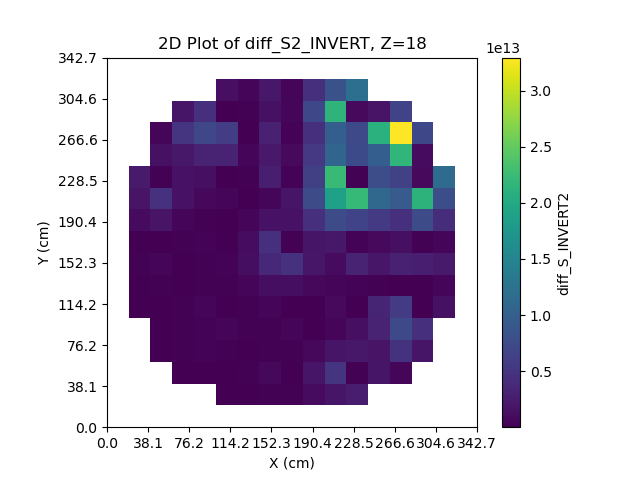 2D Plot of diff_S2_INVERT, Z=18
1e13
342.7
304.6
266.6
228.5
190.4
152.3
114.2
76.2
38.1
0.0
Y (cm)
0.0 38.1 76.2 114.2 152.3 190.4 228.5 266.6 304.6 342.7
X (cm)
3.0
2.5
2.0
1.5
1.0
0.5
diff_S_INVERT2